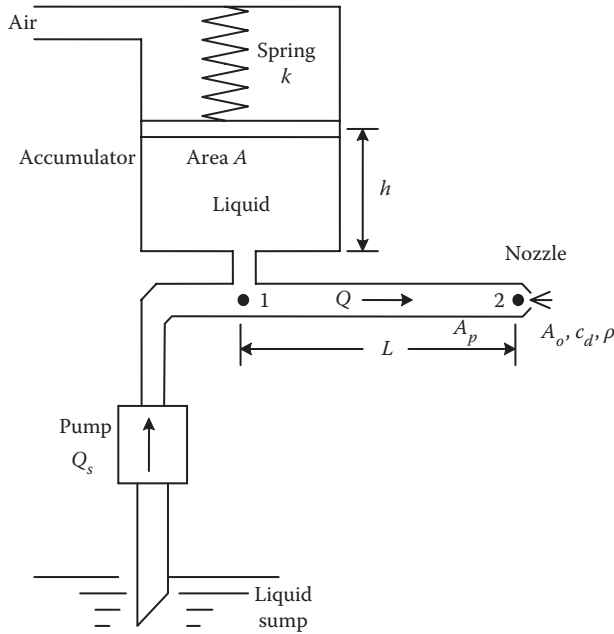 Air
Spring
k
Accumulator
Area A
h
Liquid
Nozzle
1
Q
2
A_p
A_o, c_d, ρ
L
Pump
Q_s
Liquid
sump